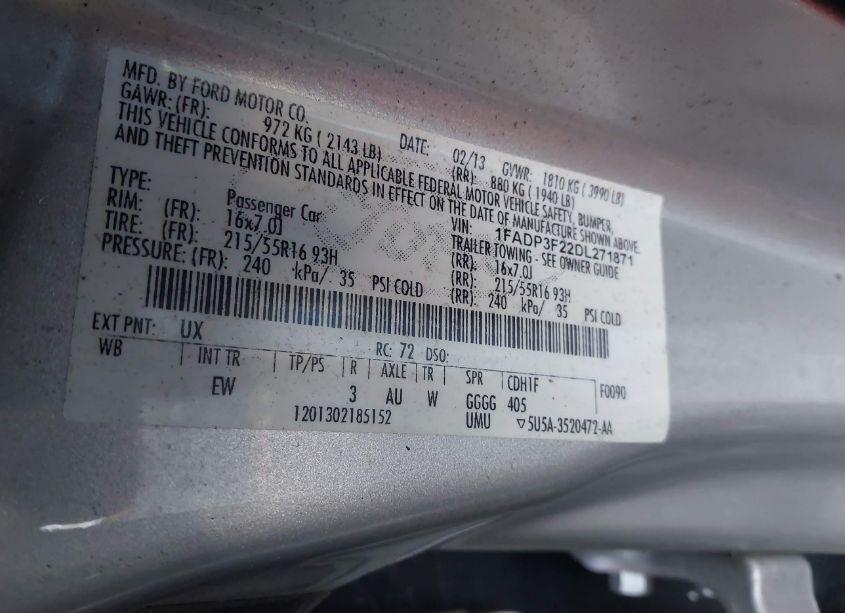 MFD. BY FORD MOTOR CO.
DATE: 02/13 GVWR: 1810 KG ( 3990 LB)
GAWR: (FR): 972 KG ( 2143 LB) (RR): 880 KG ( 1940 LB)
THIS VEHICLE CONFORMS TO ALL APPLICABLE FEDERAL MOTOR VEHICLE SAFETY, BUMPER,
AND THEFT PREVENTION STANDARDS IN EFFECT ON THE DATE OF MANUFACTURE SHOWN ABOVE.
VIN: 1FADP3F22DL271871
TYPE: Passenger Car TRAILER TOWING - SEE OWNER GUIDE
RIM: (FR): 16x7.0J (RR): 16x7.0J
TIRE: (FR): 215/55R16 93H (RR): 215/55R16 93H
PRESSURE: (FR): 240 kPa/ 35 PSI COLD (RR): 240 kPa/ 35 PSI COLD
EXT PNT: UX RC: 72 DSO:
WB INT TR TP/PS R AXLE TR SPR CDH1F F0090
EW 3 AU W GGGG 405
1201302185152 UMU ▽5U5A-3520472-AA